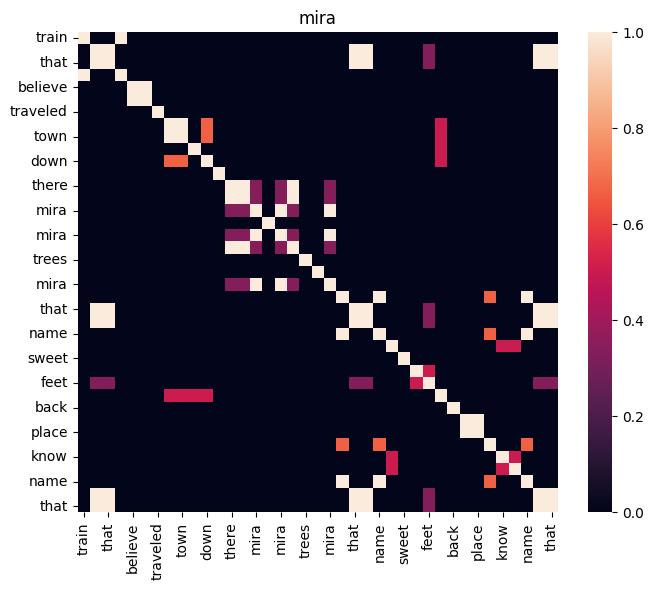 mira
train
that
believe
traveled
town
down
there
mira
mira
trees
mira
that
name
sweet
feet
back
place
know
name
that
train
that
believe
traveled
town
down
there
mira
mira
trees
mira
that
name
sweet
feet
back
place
know
name
that
1.0
0.8
0.6
0.4
0.2
0.0